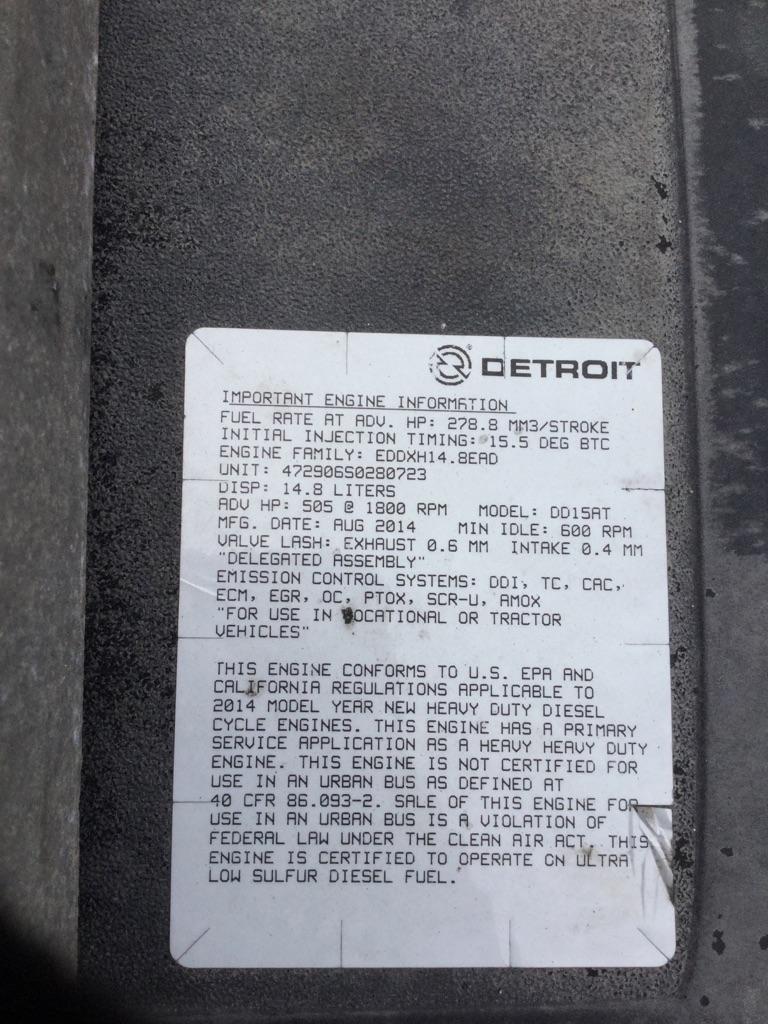 DETROIT
IMPORTANT ENGINE INFORMATION
FUEL RATE AT ADV. HP: 278.8 MM3/STROKE
INITIAL INJECTION TIMING: 15.5 DEG BTC
ENGINE FAMILY: EDDXH14.8EAD
UNIT: 472906S0280723
DISP: 14.8 LITERS
ADV HP: 505 @ 1800 RPM MODEL: DD15AT
MFG. DATE: AUG 2014 MIN IDLE: 600 RPM
VALVE LASH: EXHAUST 0.6 MM INTAKE 0.4 MM
"DELEGATED ASSEMBLY"
EMISSION CONTROL SYSTEMS: DDI, TC, CAC,
ECM, EGR, OC, PTOX, SCR-U, AMOX
"FOR USE IN VOCATIONAL OR TRACTOR
VEHICLES"
THIS ENGINE CONFORMS TO U.S. EPA AND
CALIFORNIA REGULATIONS APPLICABLE TO
2014 MODEL YEAR NEW HEAVY DUTY DIESEL
CYCLE ENGINES. THIS ENGINE HAS A PRIMARY
SERVICE APPLICATION AS A HEAVY HEAVY DUTY
ENGINE. THIS ENGINE IS NOT CERTIFIED FOR
USE IN AN URBAN BUS AS DEFINED AT
40 CFR 86.093-2. SALE OF THIS ENGINE FOR
USE IN AN URBAN BUS IS A VIOLATION OF
FEDERAL LAW UNDER THE CLEAN AIR ACT. THIS
ENGINE IS CERTIFIED TO OPERATE ON ULTRA
LOW SULFUR DIESEL FUEL.